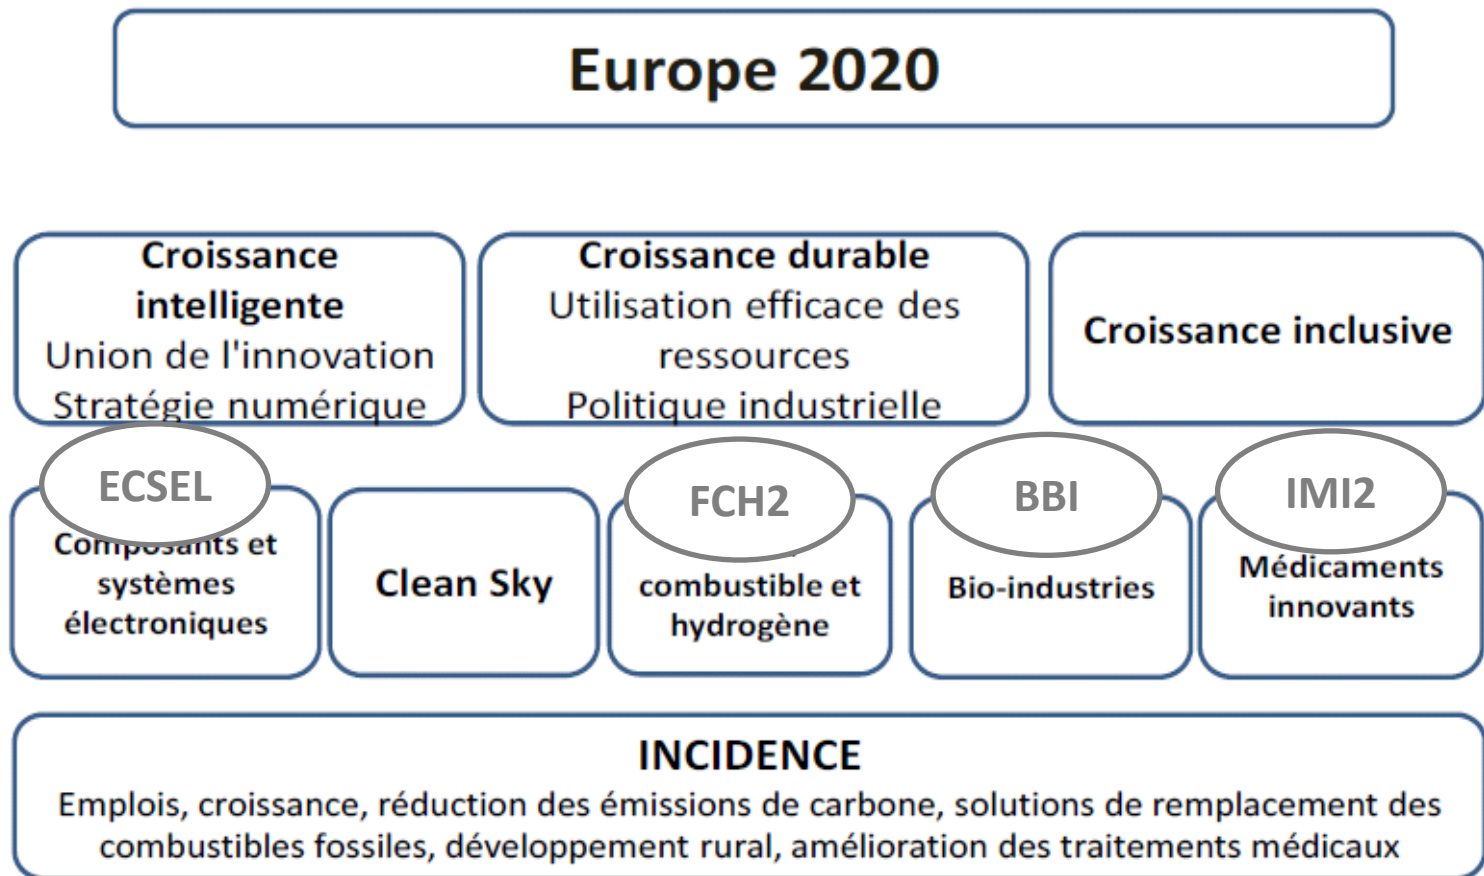 Europe 2020
Croissance
intelligente
Union de l'innovation
Stratégie numérique
Croissance durable
Utilisation efficace des
ressources
Politique industrielle
Croissance inclusive
ECSEL
Composants et
systèmes
électroniques
Clean Sky
FCH2
combustible et
hydrogène
BBI
Bio-industries
IMI2
Médicaments
innovants
INCIDENCE
Emplois, croissance, réduction des émissions de carbone, solutions de remplacement des
combustibles fossiles, développement rural, amélioration des traitements médicaux